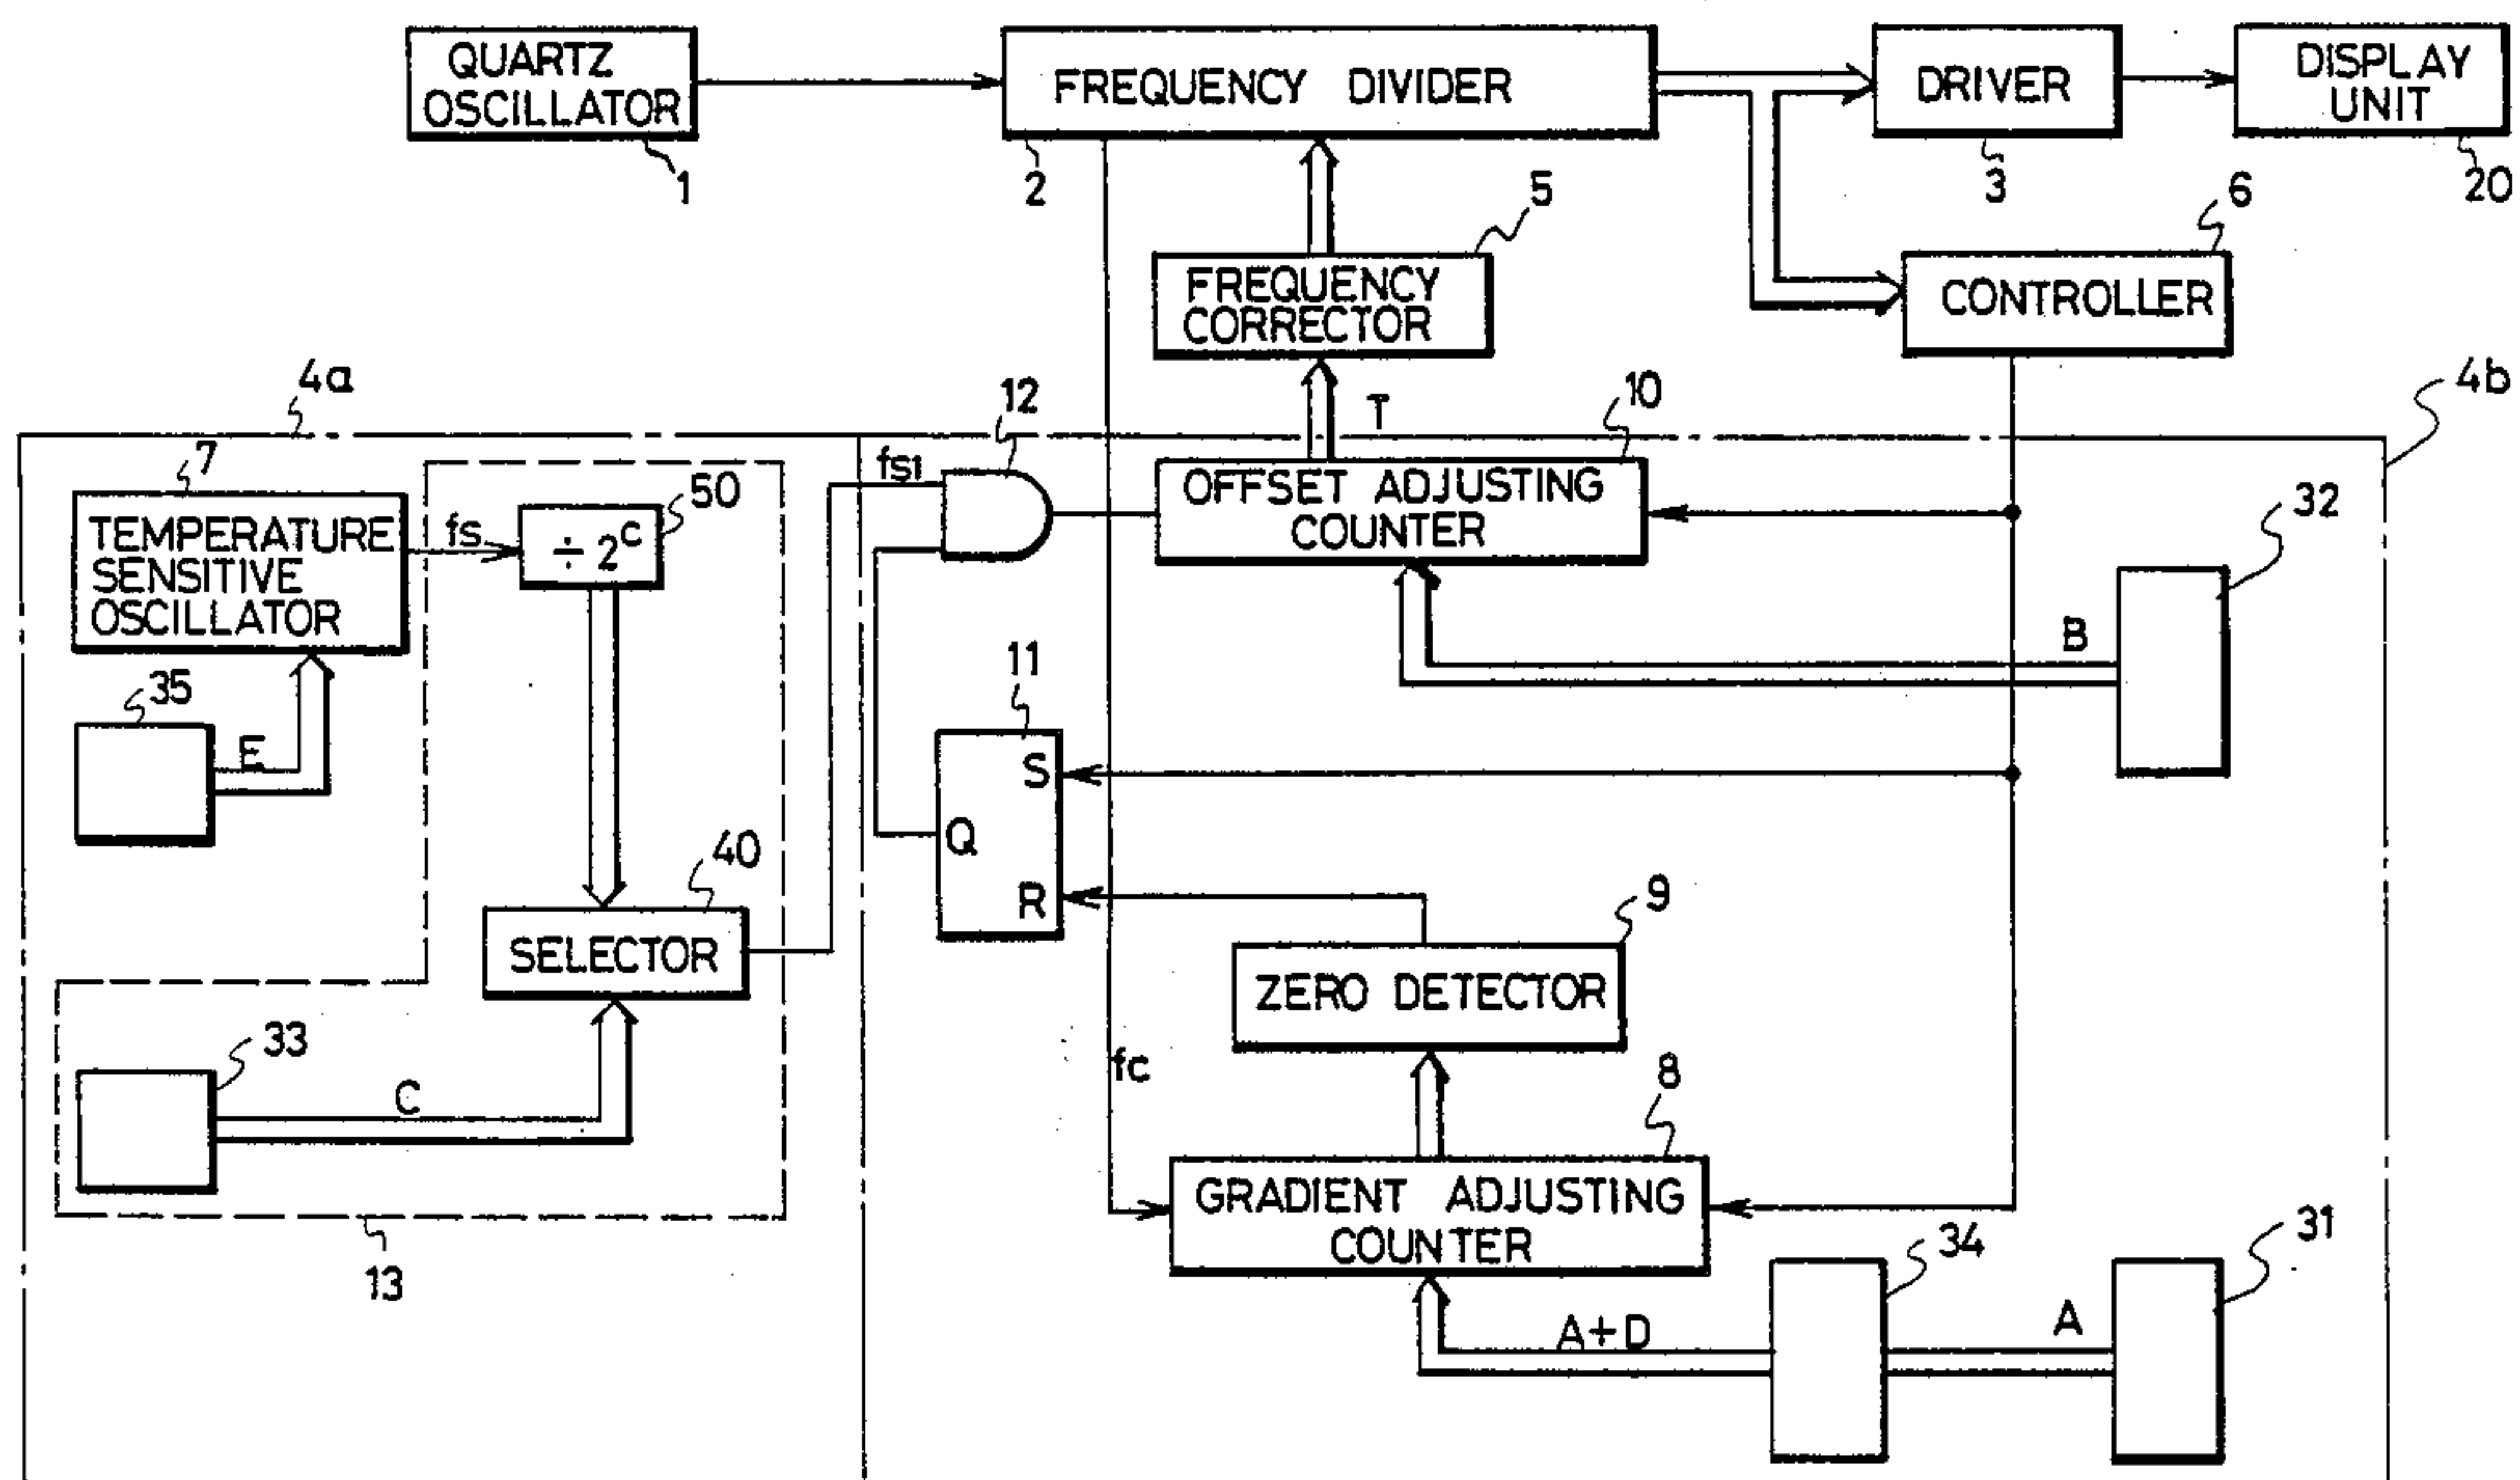 QUARTZ
OSCILLATOR
FREQUENCY DIVIDER
DRIVER
DISPLAY
UNIT
1
2
5
3
6
20
FREQUENCY
CORRECTOR
CONTROLLER
4a
12
T
10
4b
7
50
fs1
OFFSET ADJUSTING
COUNTER
32
TEMPERATURE
SENSITIVE
OSCILLATOR
fs
÷ 2^C
B
35
11
E
S
Q
R
40
9
SELECTOR
ZERO DETECTOR
33
fc
8
C
GRADIENT ADJUSTING
COUNTER
34
31
13
A+D
A